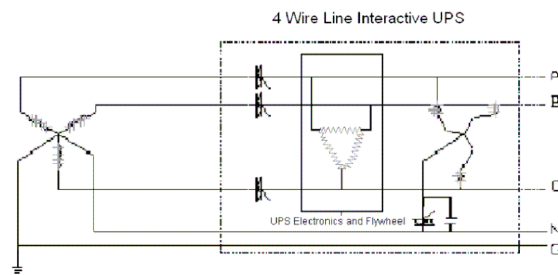 4 Wire Line Interactive UPS
B
UPS Electronics and Flywheel
N